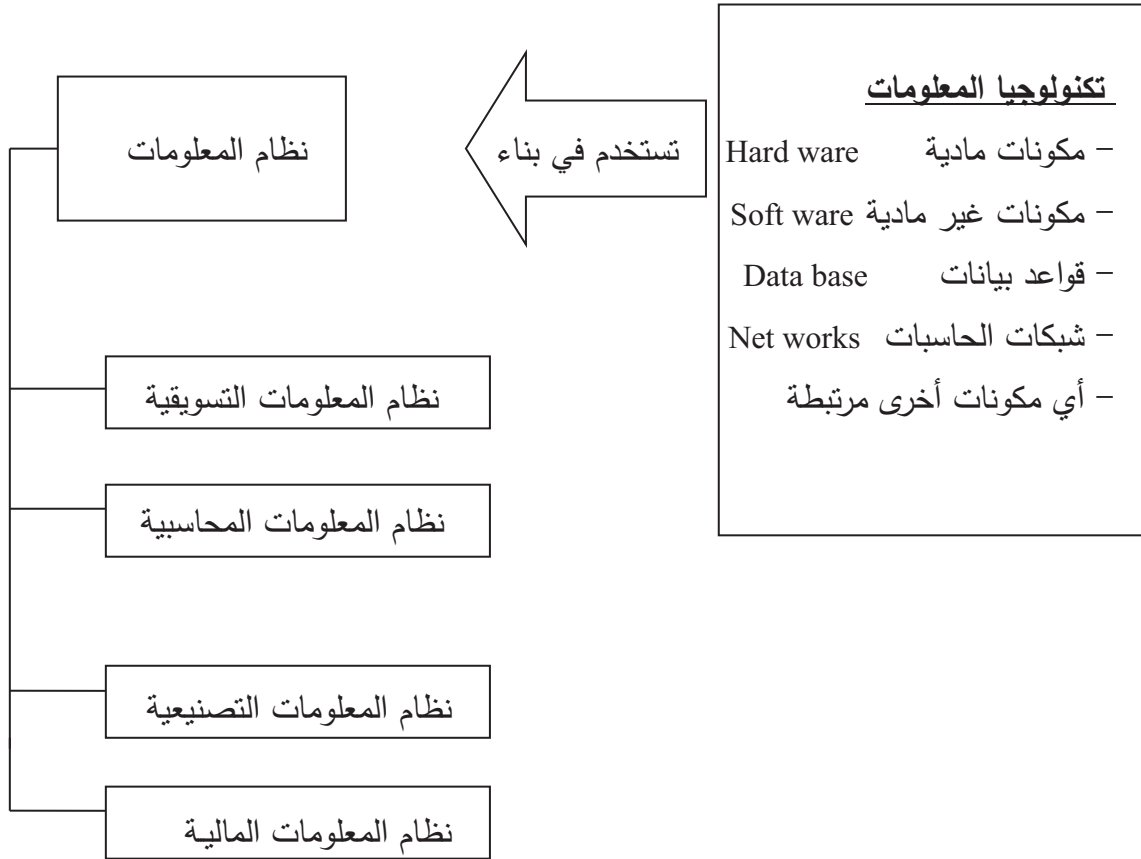 تكنولوجيا المعلومات
- مكونات مادية Hard ware
- مكونات غير مادية Soft ware
- قواعد بيانات Data base
- شبكات الحاسبات Net works
- أي مكونات أخرى مرتبطة
تستخدم في بناء
نظام المعلومات
نظام المعلومات التسويقية
نظام المعلومات المحاسبية
نظام المعلومات التصنيعية
نظام المعلومات المالية